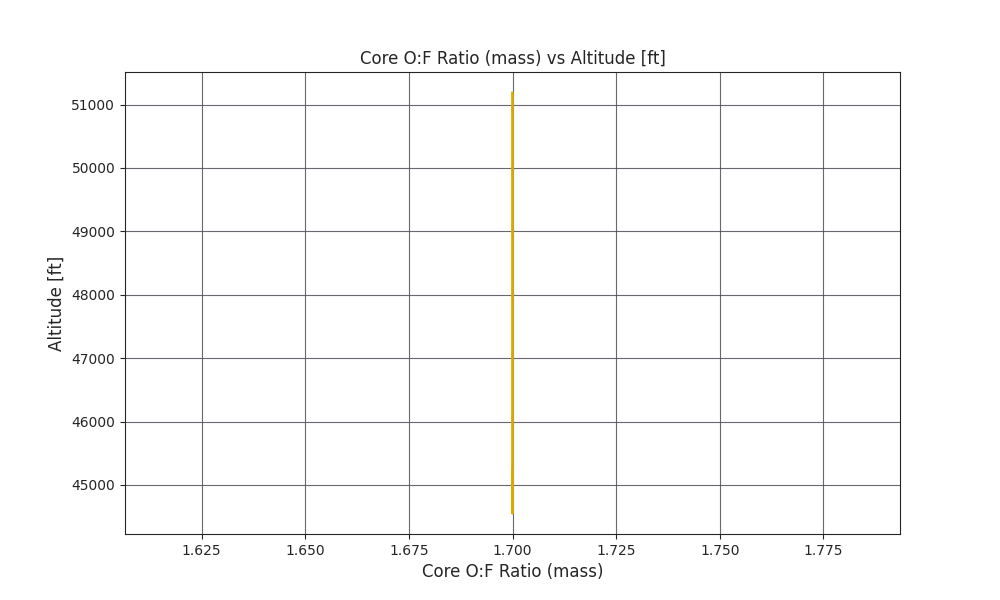 Core O:F Ratio (mass) vs Altitude [ft]
Altitude [ft]
51000
50000
49000
48000
47000
46000
45000
1.625 1.650 1.675 1.700 1.725 1.750 1.775
Core O:F Ratio (mass)